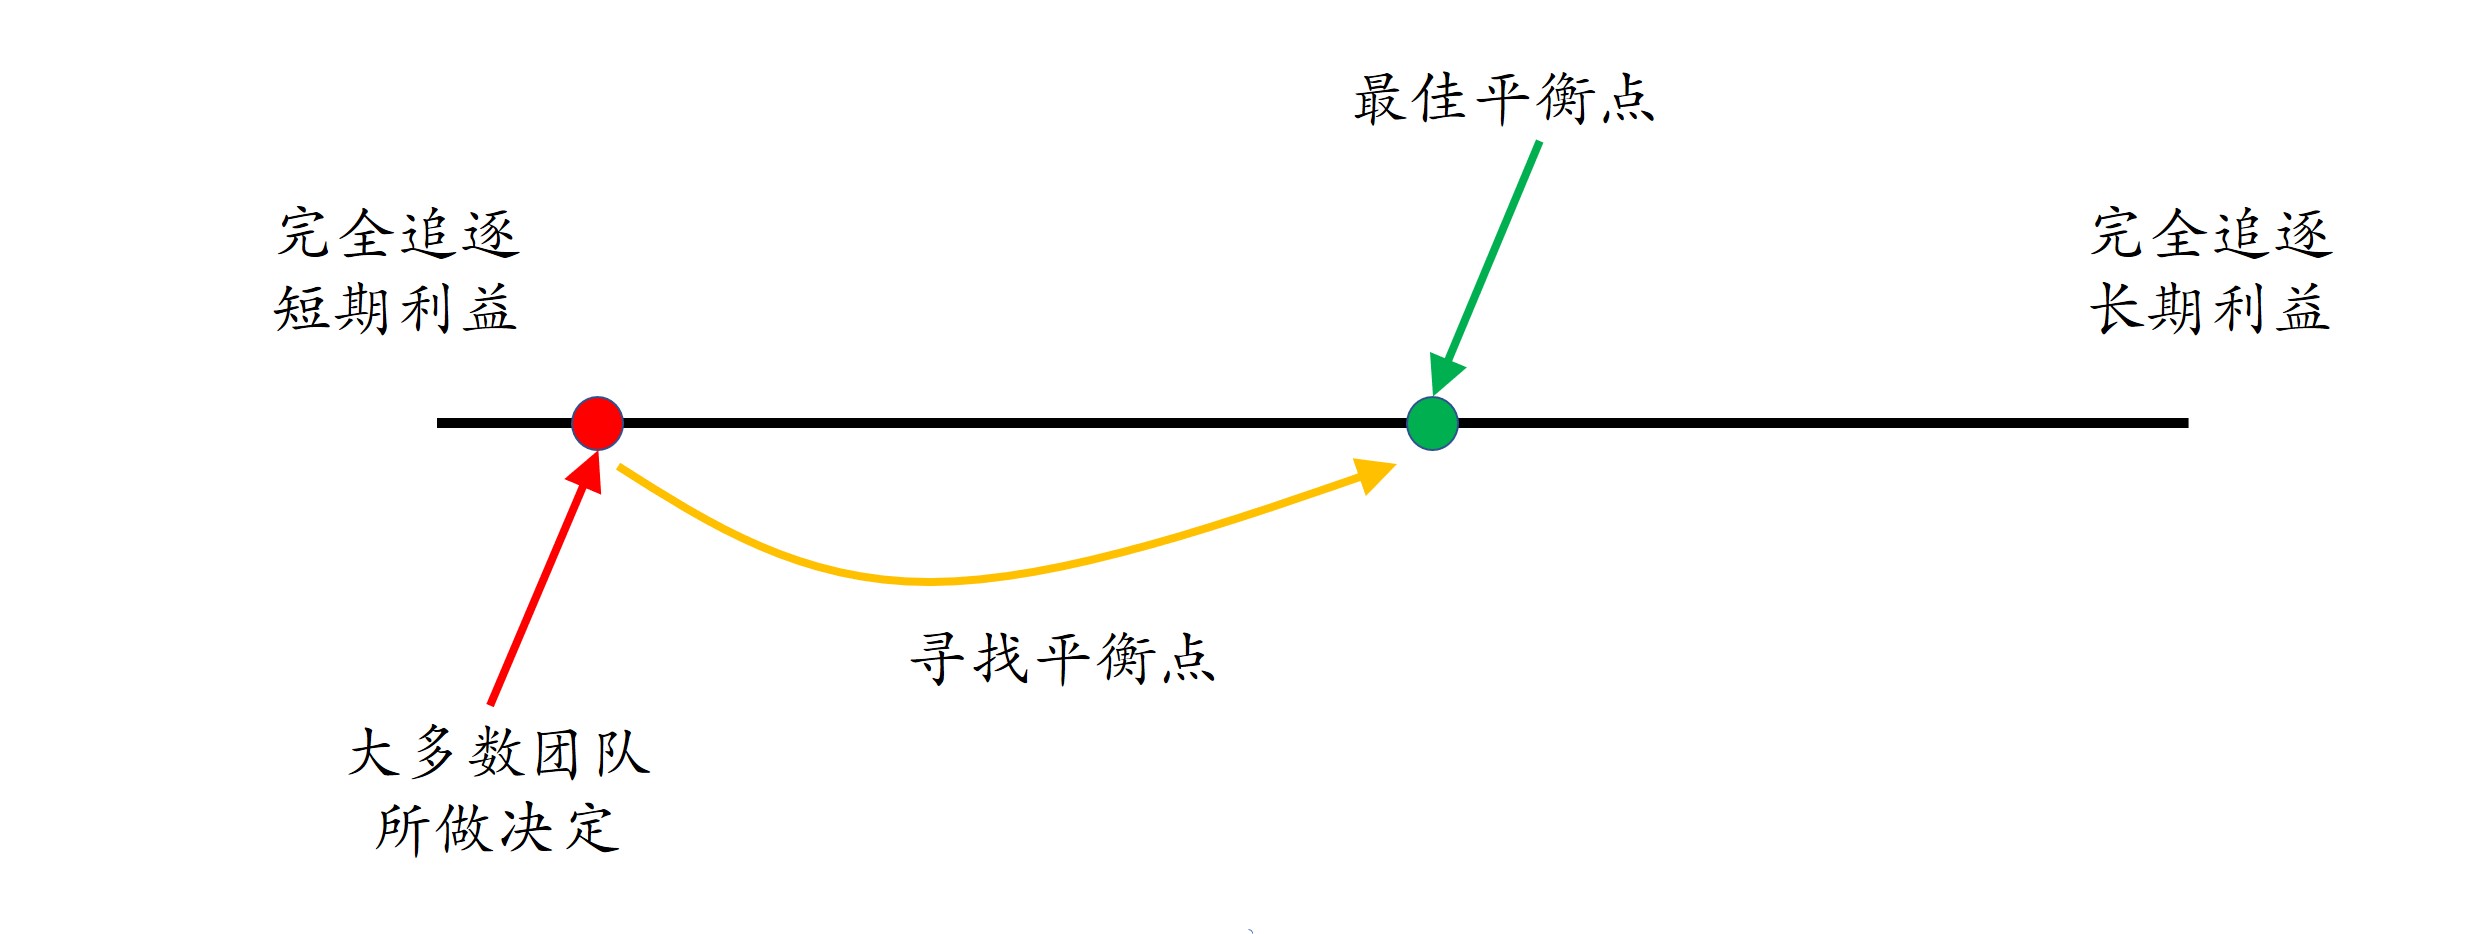 最佳平衡点
完全追逐
短期利益
完全追逐
长期利益
寻找平衡点
大多数团队
所做决定